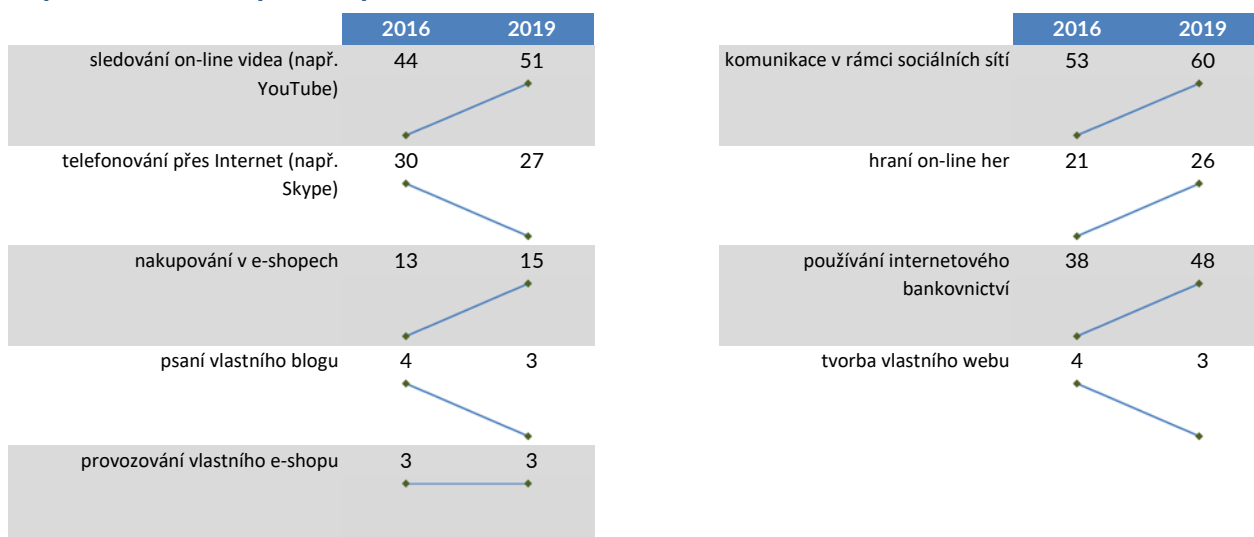 2016 2019
sledování on-line videa (např. 44 51
YouTube)
telefonování přes Internet (např. 30 27
Skype)
nakupování v e-shopech 13 15
psaní vlastního blogu 4 3
provozování vlastního e-shopu 3 3
2016 2019
komunikace v rámci sociálních sítí 53 60
hraní on-line her 21 26
používání internetového 38 48
bankovnictví
tvorba vlastního webu 4 3